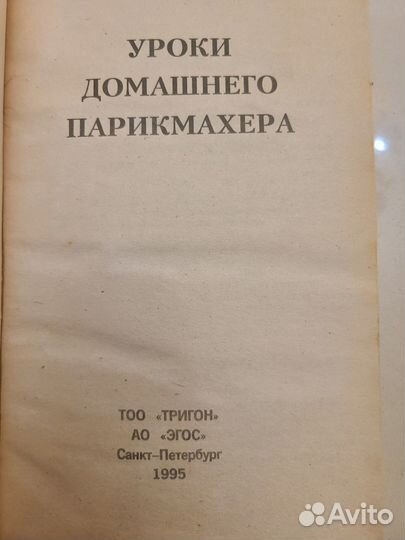 УРОКИ
ДОМАШНЕГО
ПАРИКМАХЕРА
ТОО «ТРИГОН»
АО «ЭГОС»
Санкт-Петербург
1995
Avito